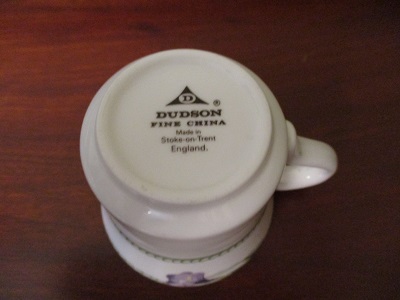 D ®
DUDSON
FINE CHINA
Made in
Stoke-on-Trent
England.